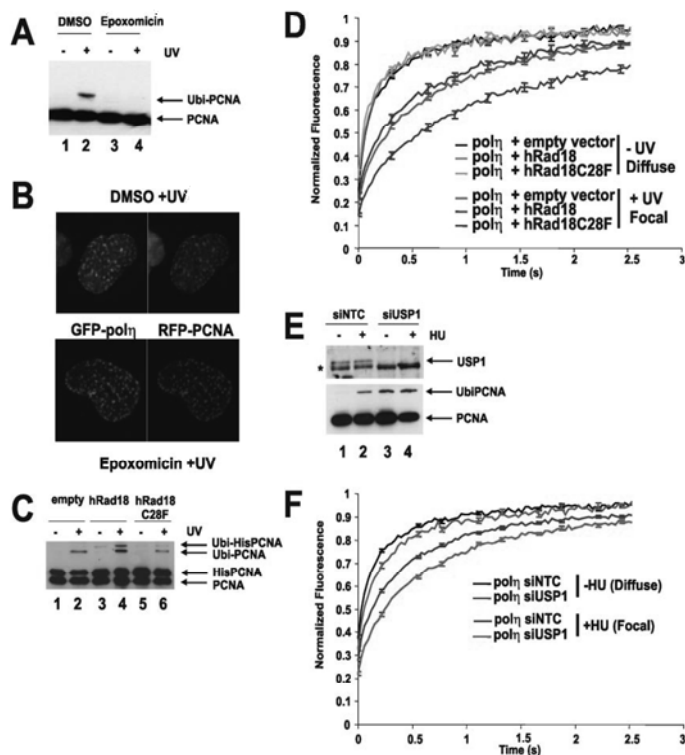 A
DMSO Epoxomicin
- + - + UV
Ubi-PCNA
PCNA
1 2 3 4
B
DMSO +UV
GFP-polη RFP-PCNA
Epoxomicin +UV
C
empty hRad18 hRad18 C28F
- + - + - + UV
Ubi-HisPCNA
Ubi-PCNA
HisPCNA
PCNA
1 2 3 4 5 6
D
Normalized Fluorescence
1
0.9
0.8
0.7
0.6
0.5
0.4
0.3
0.2
0.1
0
polη + empty vector
polη + hRad18
polη + hRad18C28F
- UV
Diffuse
polη + empty vector
polη + hRad18
polη + hRad18C28F
+ UV
Focal
0 0.5 1 1.5 2 2.5 3
Time (s)
E
siNTC siUSP1
- + - + HU
USP1
*
UbiPCNA
PCNA
1 2 3 4
F
Normalized Fluorescence
1
0.9
0.8
0.7
0.6
0.5
0.4
0.3
0.2
0.1
0
polη siNTC
polη siUSP1
-HU (Diffuse)
polη siNTC
polη siUSP1
+HU (Focal)
0 0.5 1 1.5 2 2.5 3
Time (s)